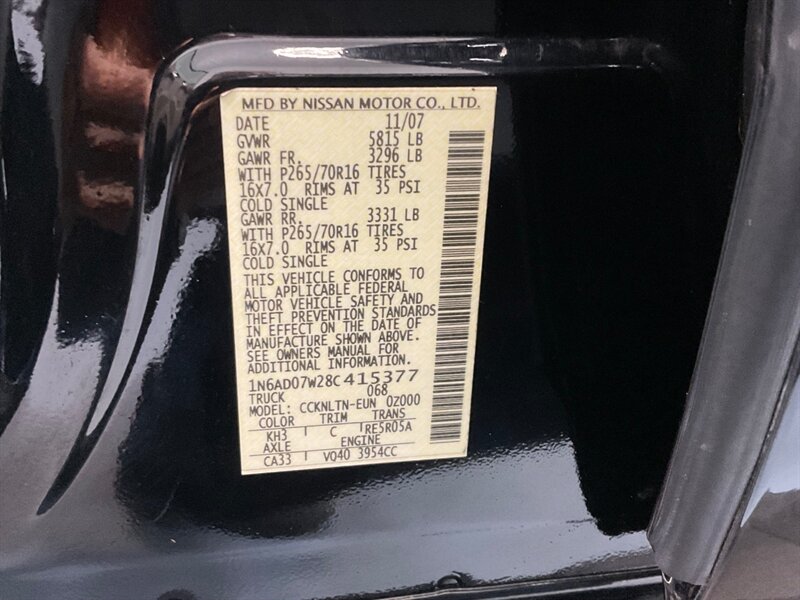 MFD BY NISSAN MOTOR CO., LTD.
DATE 11/07
GVWR 5815 LB
GAWR FR. 3296 LB
WITH P265/70R16 TIRES
16X7.0 RIMS AT 35 PSI
COLD SINGLE
GAWR RR. 3331 LB
WITH P265/70R16 TIRES
16X7.0 RIMS AT 35 PSI
COLD SINGLE
THIS VEHICLE CONFORMS TO
ALL APPLICABLE FEDERAL
MOTOR VEHICLE SAFETY AND
THEFT PREVENTION STANDARDS
IN EFFECT ON THE DATE OF
MANUFACTURE SHOWN ABOVE.
SEE OWNERS MANUAL FOR
ADDITIONAL INFORMATION.
1N6AD07W28C415377
TRUCK 068
MODEL: CCKNLTN-EUN 0Z000
COLOR TRIM TRANS
KH3 C RE5R05A
AXLE ENGINE
CA33 VQ40 3954CC